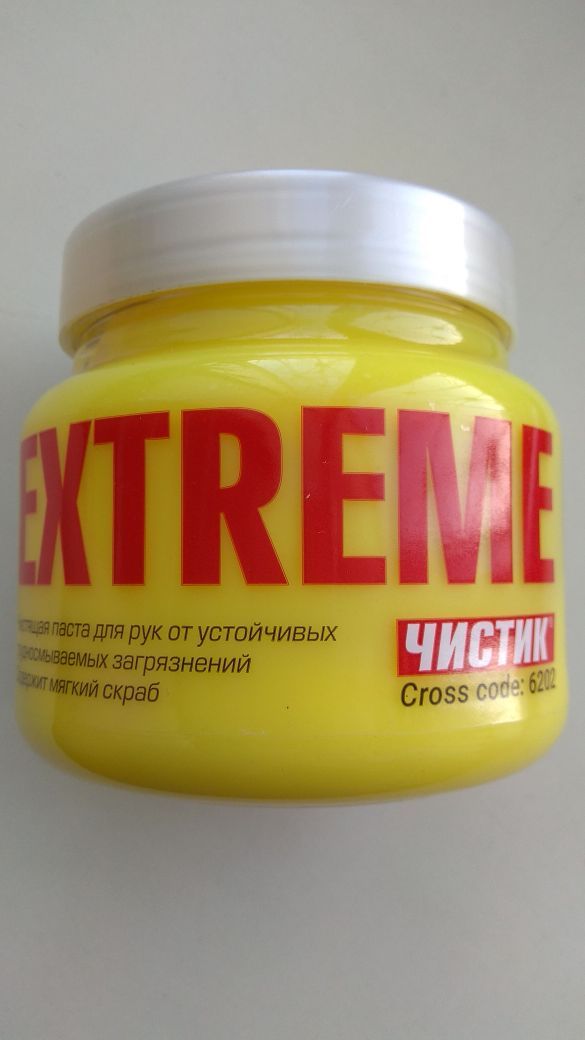 EXTREME
паста для рук от устойчивых
загрязнений
мягкий скраб
ЧИСТИК
Cross code: 6202